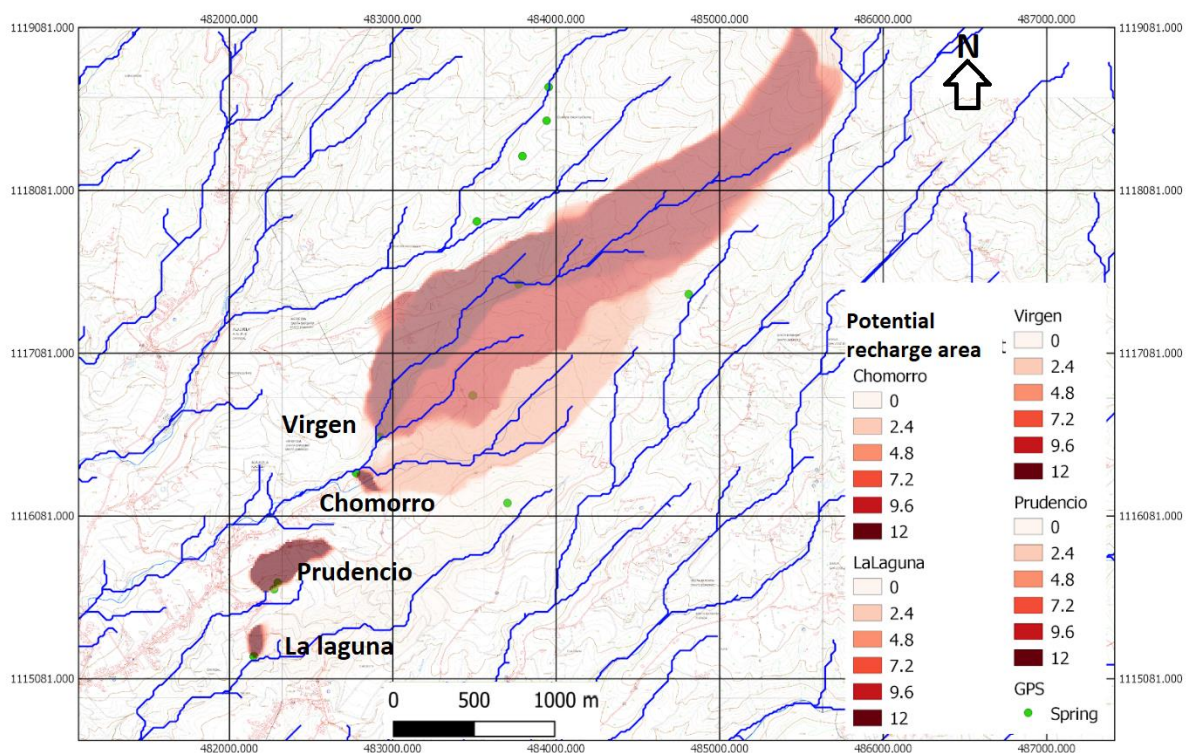 482000.000 483000.000 484000.000 485000.000 486000.000 487000.000
1119081.000 1119081.000
N
1118081.000 1118081.000
1117081.000 1117081.000
1116081.000 1116081.000
1115081.000 1115081.000
Virgen
Chomorro
Prudencio
La laguna
0 500 1000 m
Potential
recharge area
Chomorro
0
2.4
4.8
7.2
9.6
12
LaLaguna
0
2.4
4.8
7.2
9.6
12
Virgen
0
2.4
4.8
7.2
9.6
12
Prudencio
0
2.4
4.8
7.2
9.6
12
GPS
Spring
482000.000 483000.000 484000.000 485000.000 486000.000 487000.000